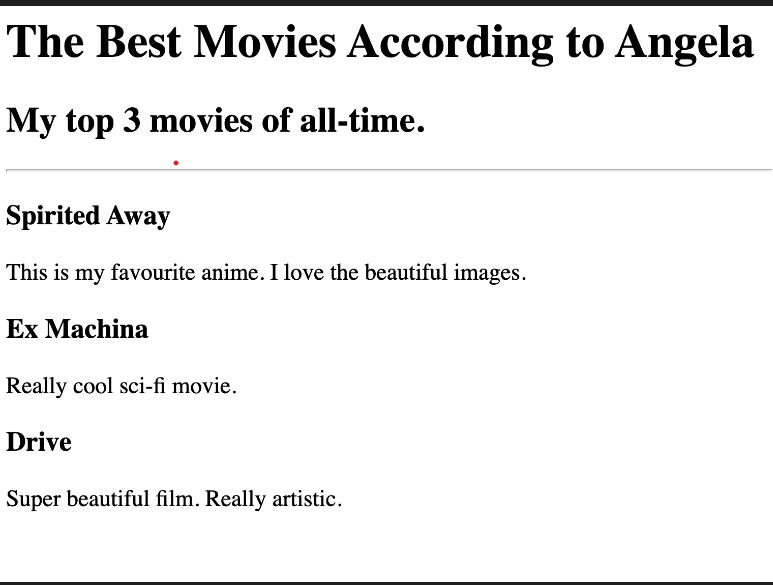 The Best Movies According to Angela
My top 3 movies of all-time.
Spirited Away
This is my favourite anime. I love the beautiful images.
Ex Machina
Really cool sci-fi movie.
Drive
Super beautiful film. Really artistic.